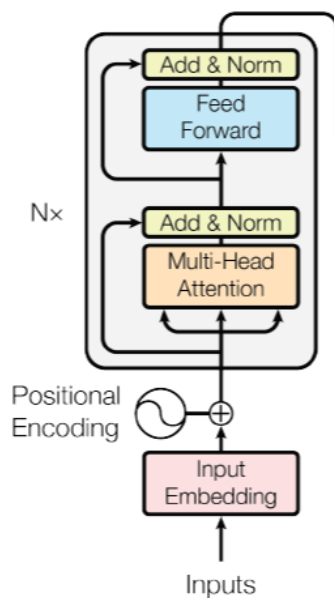 Add & Norm
Feed
Forward
N×
Add & Norm
Multi-Head
Attention
Positional
Encoding
Input
Embedding
Inputs